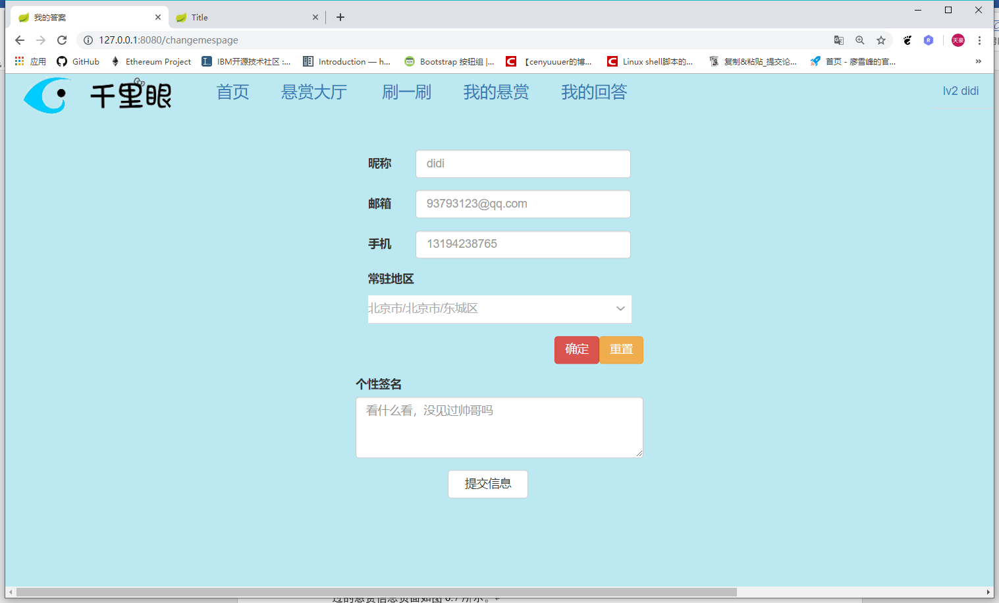 我的答案
Title
127.0.0.1:8080/changemespage
天豪
应用
GitHub
Ethereum Project
IBM开源技术社区 :...
Introduction — h...
Bootstrap 按钮组 |...
【cenyuuuer的博...
Linux shell脚本的...
复制&粘贴_提交论...
首页 - 廖雪峰的官...
千里眼
首页
悬赏大厅
刷一刷
我的悬赏
我的回答
lv2 didi
昵称
didi
邮箱
93793123@qq.com
手机
13194238765
常驻地区
北京市/北京市/东城区
确定
重置
个性签名
看什么看，没见过帅哥吗
提交信息